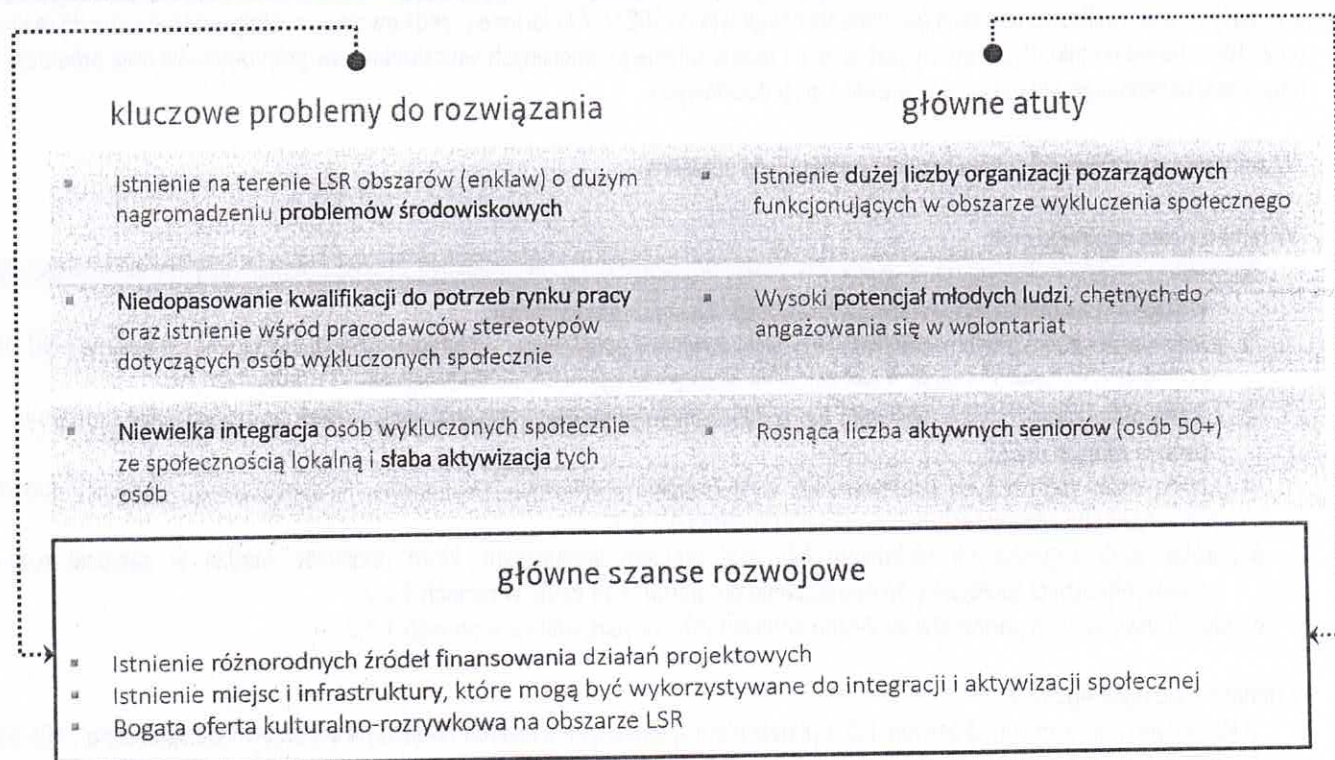 kluczowe problemy do rozwiązania
▪ Istnienie na terenie LSR obszarów (enklaw) o dużym
nagromadzeniu problemów środowiskowych
▪ Niedopasowanie kwalifikacji do potrzeb rynku pracy
oraz istnienie wśród pracodawców stereotypów
dotyczących osób wykluczonych społecznie
▪ Niewielka integracja osób wykluczonych społecznie
ze społecznością lokalną i słaba aktywizacja tych
osób
główne atuty
▪ Istnienie dużej liczby organizacji pozarządowych
funkcjonujących w obszarze wykluczenia społecznego
▪ Wysoki potencjał młodych ludzi, chętnych do
angażowania się w wolontariat
▪ Rosnąca liczba aktywnych seniorów (osób 50+)
główne szanse rozwojowe
▪ Istnienie różnorodnych źródeł finansowania działań projektowych
▪ Istnienie miejsc i infrastruktury, które mogą być wykorzystywane do integracji i aktywizacji społecznej
▪ Bogata oferta kulturalno-rozrywkowa na obszarze LSR